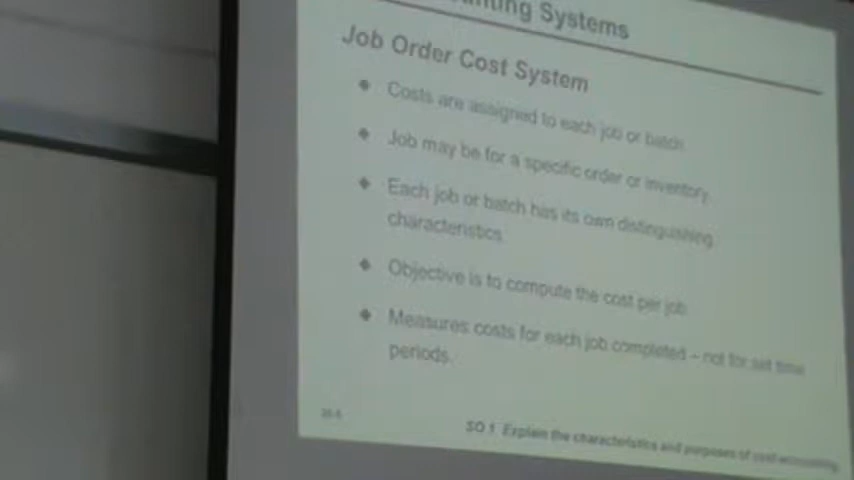 unting Systems
Job Order Cost System
Costs are assigned to each job or batch.
Job may be for a specific order or inventory.
Each job or batch has its own distinguishing
characteristics.
Objective is to compute the cost per job.
Measures costs for each job completed – not for set time
periods.
SO 1 Explain the characteristics and purposes of cost accounting.